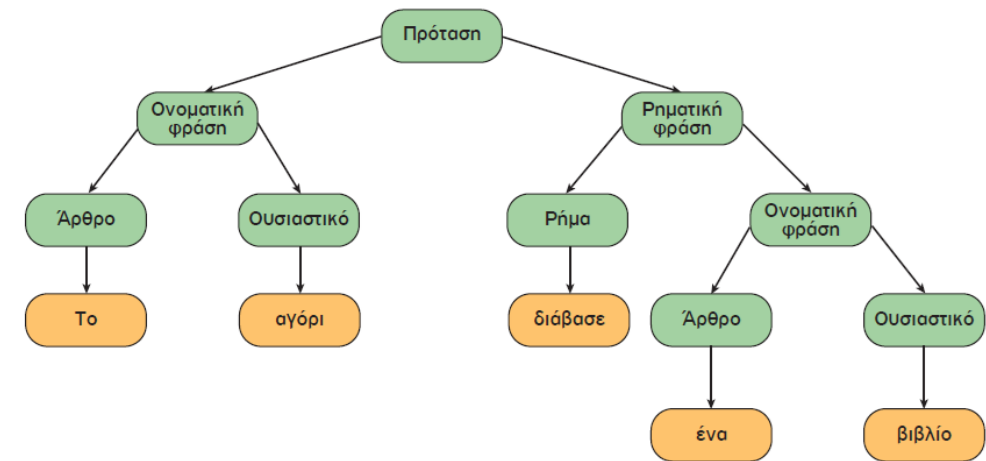 Πρόταση
Ονοματική
φράση
Ρηματική
φράση
Άρθρο
Ουσιαστικό
Ρήμα
Ονοματική
φράση
Το
αγόρι
διάβασε
Άρθρο
Ουσιαστικό
ένα
βιβλίο